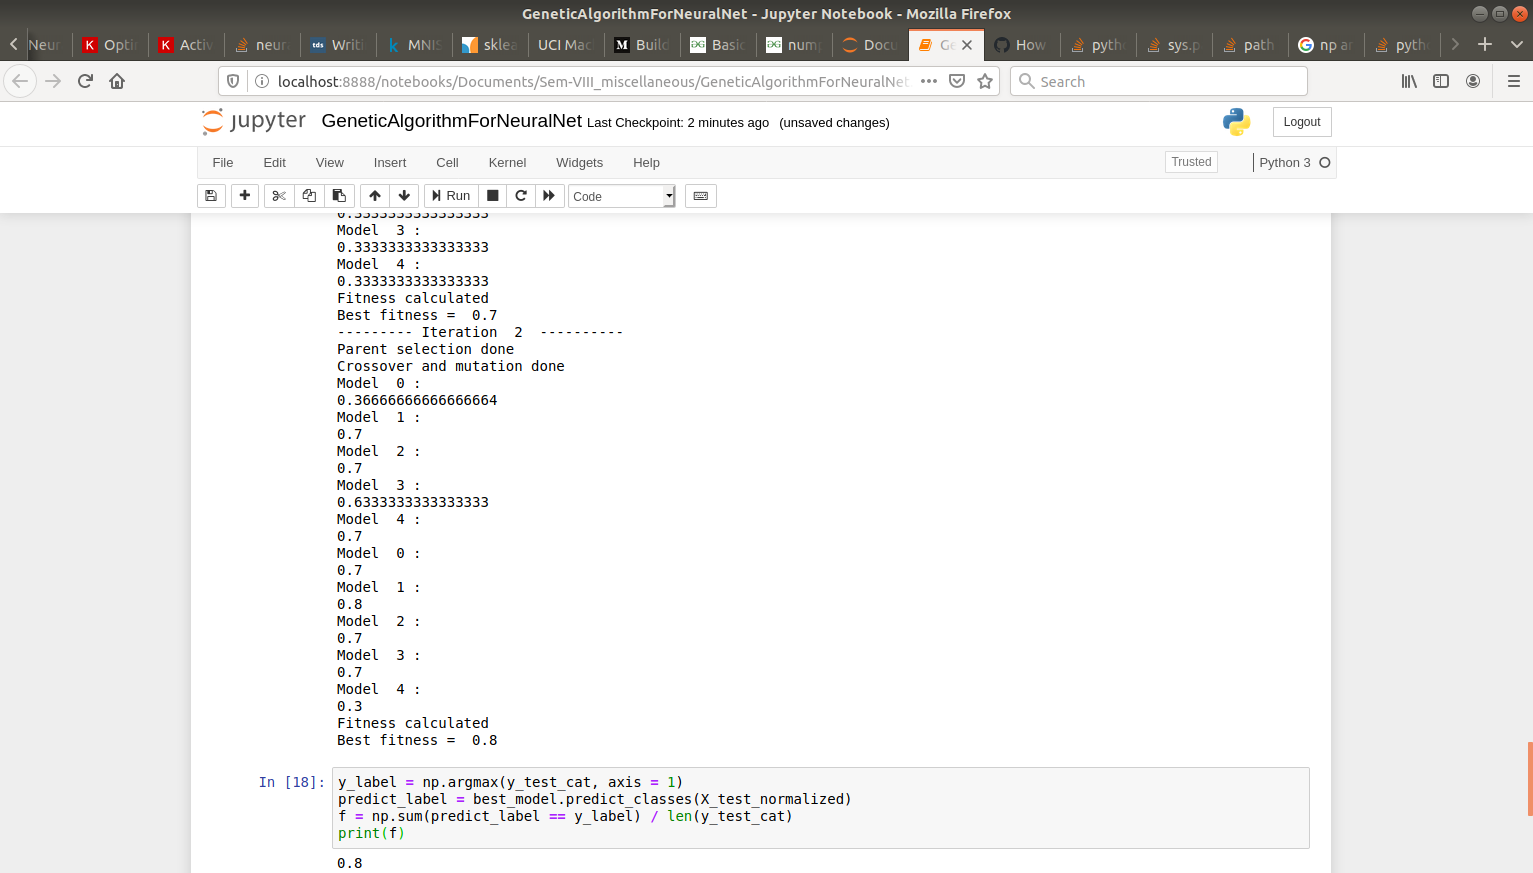 GeneticAlgorithmForNeuralNet - Jupyter Notebook - Mozilla Firefox
Neur Opti Activ neur Writi MNIS sklea UCI Mac Build Basic num Docu Ge How pyth sys.p path np ar pyth
localhost:8888/notebooks/Documents/Sem-VIII_miscellaneous/GeneticAlgorithmForNeuralNet Search
jupyter GeneticAlgorithmForNeuralNet Last Checkpoint: 2 minutes ago (unsaved changes) Logout
File Edit View Insert Cell Kernel Widgets Help Trusted Python 3
Run Code
0.3333333333333333
Model  3 :
0.3333333333333333
Model  4 :
0.3333333333333333
Fitness calculated
Best fitness =  0.7
--------- Iteration  2  ----------
Parent selection done
Crossover and mutation done
Model  0 :
0.36666666666666664
Model  1 :
0.7
Model  2 :
0.7
Model  3 :
0.6333333333333333
Model  4 :
0.7
Model  0 :
0.7
Model  1 :
0.8
Model  2 :
0.7
Model  3 :
0.7
Model  4 :
0.3
Fitness calculated
Best fitness =  0.8
In [18]: y_label = np.argmax(y_test_cat, axis = 1)
predict_label = best_model.predict_classes(X_test_normalized)
f = np.sum(predict_label == y_label) / len(y_test_cat)
print(f)
0.8